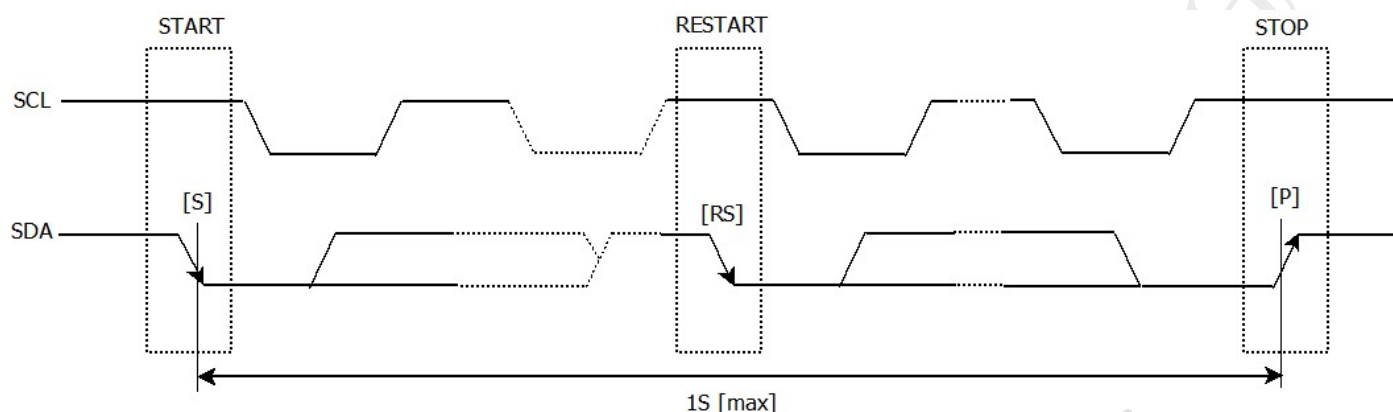 START
RESTART
STOP
SCL
[S]
[RS]
[P]
SDA
1S [max]